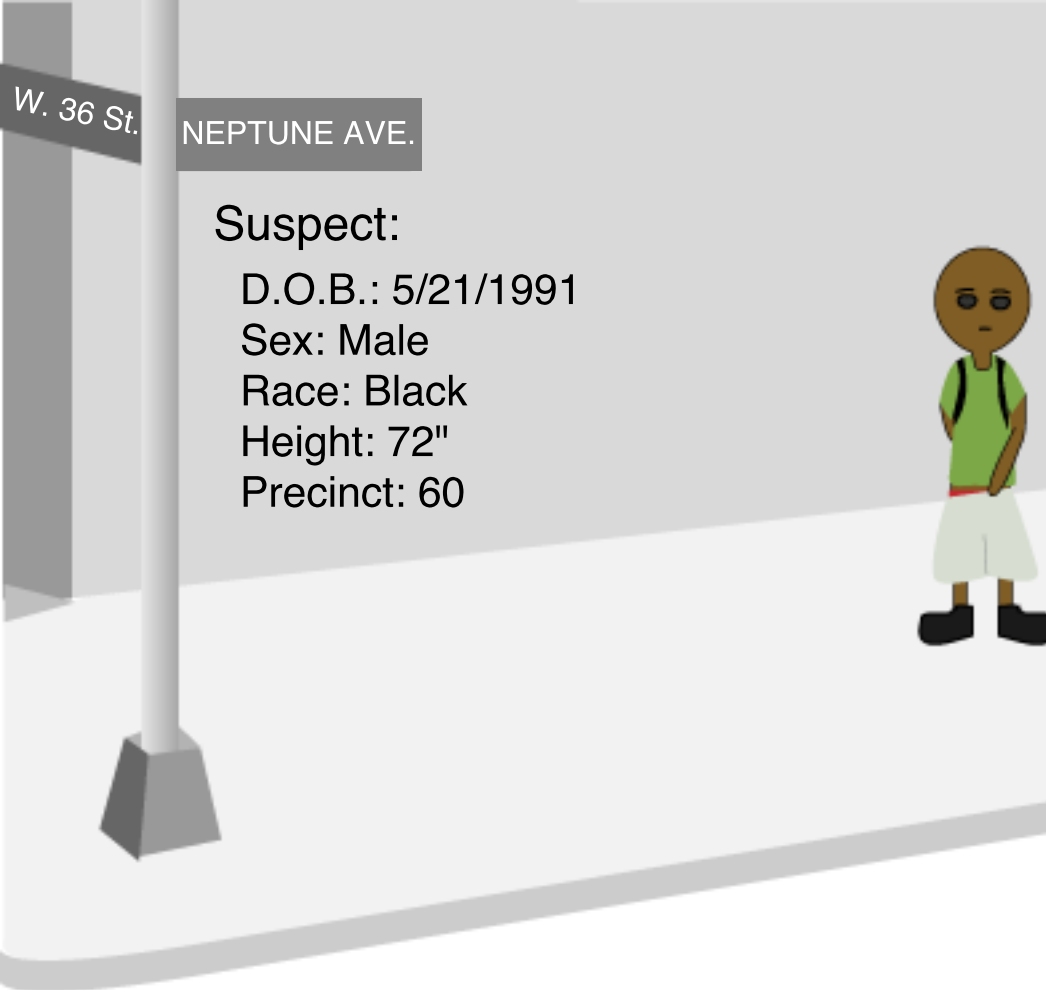 W. 36 St.
NEPTUNE AVE.
Suspect:
D.O.B.: 5/21/1991
Sex: Male
Race: Black
Height: 72"
Precinct: 60